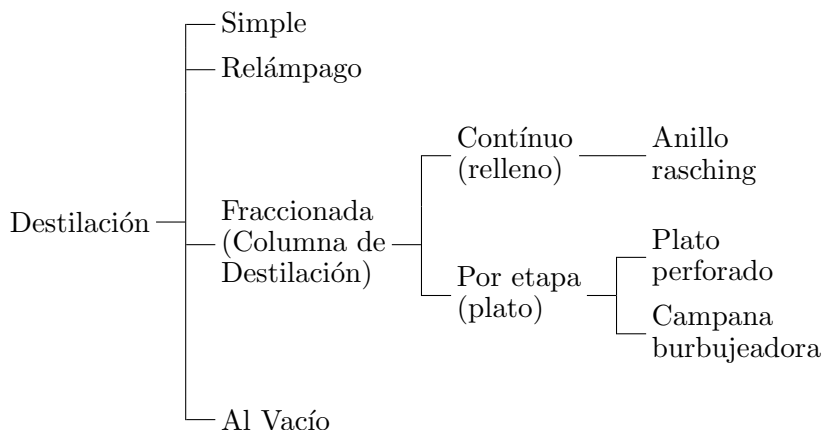 Destilación
Simple
Relámpago
Fraccionada
(Columna de
Destilación)
Contínuo
(relleno)
Anillo
rasching
Por etapa
(plato)
Plato
perforado
Campana
burbujeadora
Al Vacío